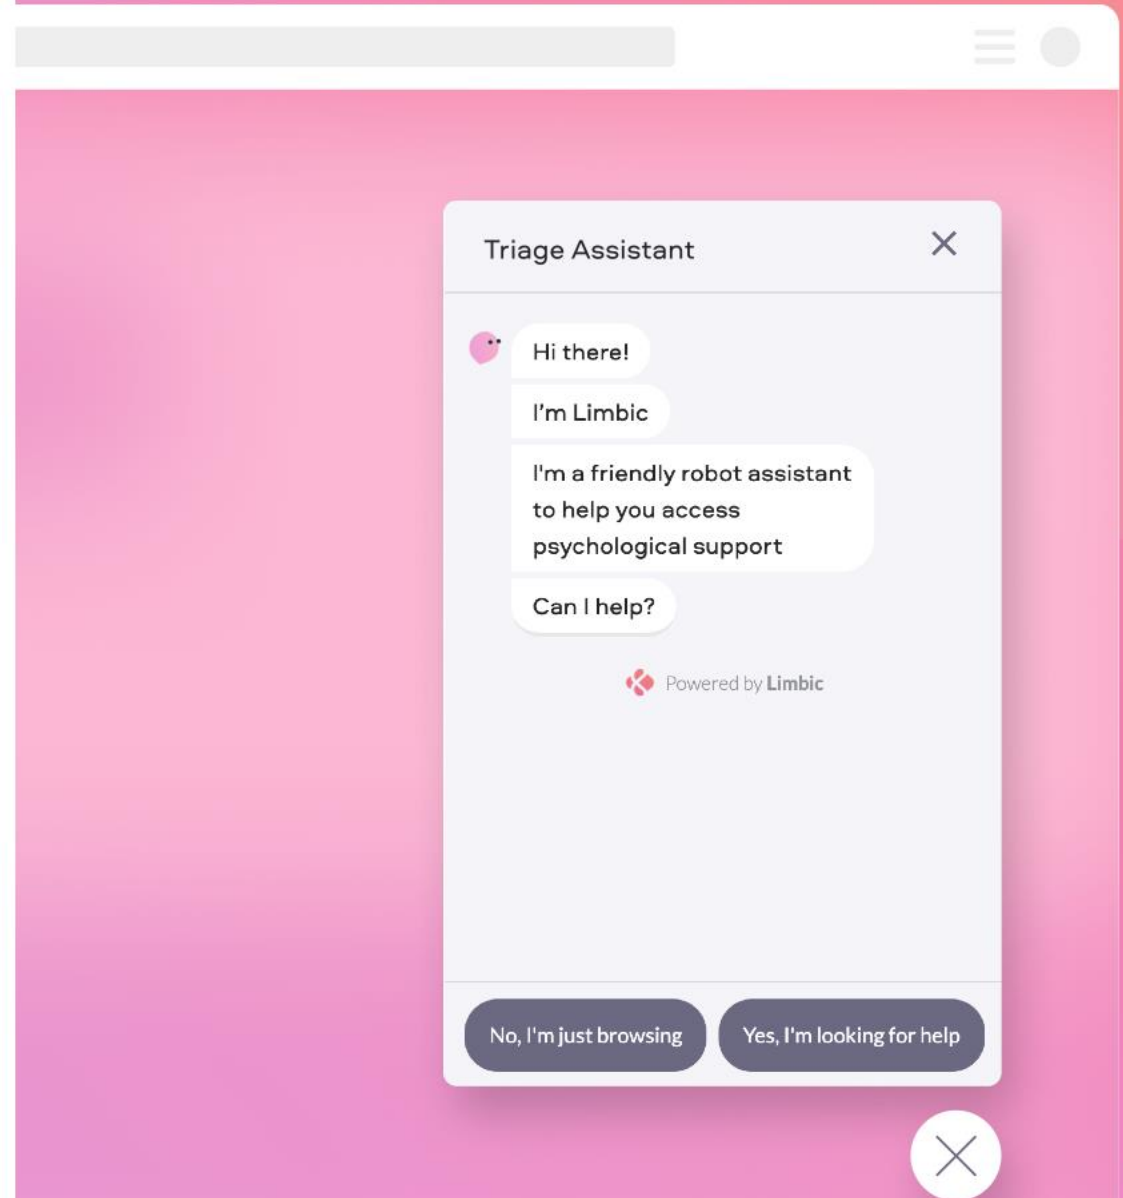 Triage Assistant
Hi there!
I'm Limbic
I'm a friendly robot assistant
to help you access
psychological support
Can I help?
Powered by Limbic
No, I'm just browsing
Yes, I'm looking for help